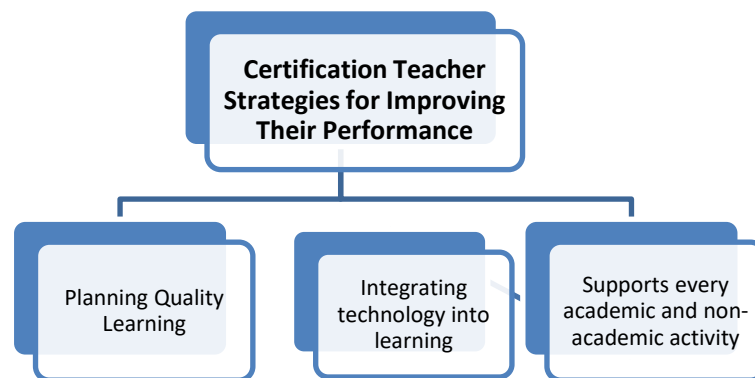 Certification Teacher
Strategies for Improving
Their Performance
Planning Quality
Learning
Integrating
technology into
learning
Supports every
academic and non-
academic activity